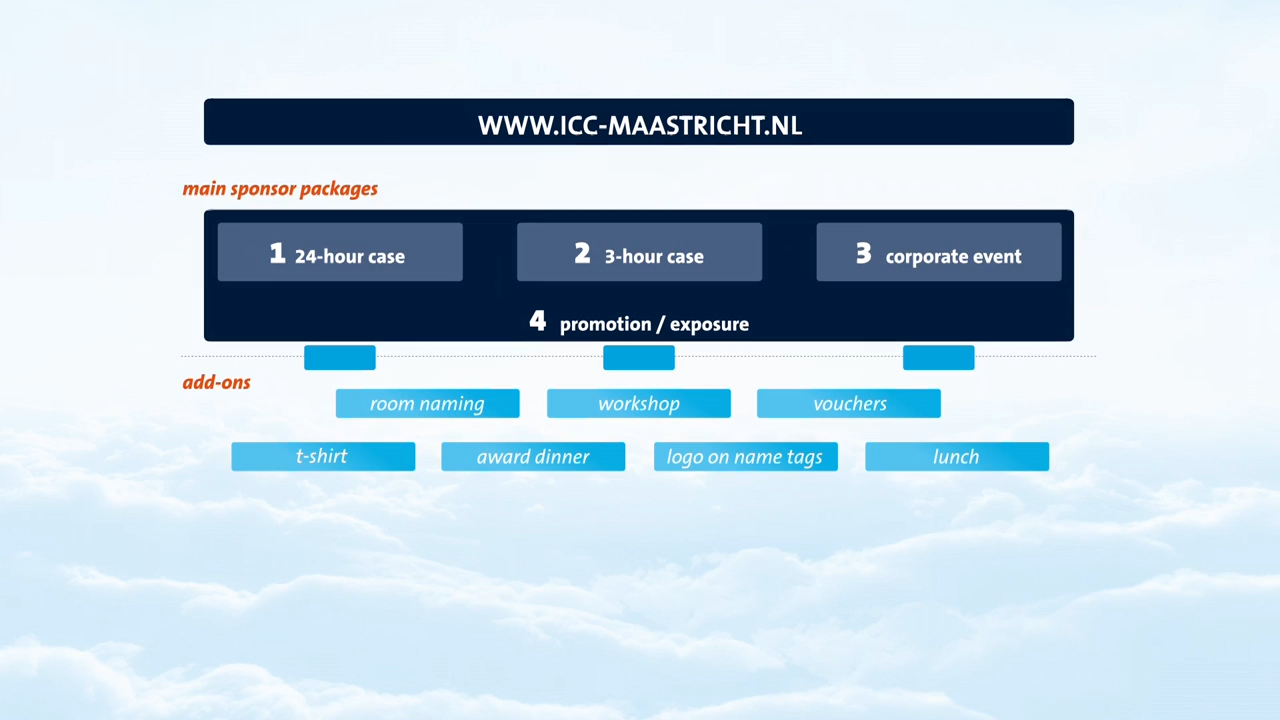 WWW.ICC-MAASTRICHT.NL
main sponsor packages
1 24-hour case
2 3-hour case
3 corporate event
4 promotion / exposure
add-ons
room naming
workshop
vouchers
t-shirt
award dinner
logo on name tags
lunch